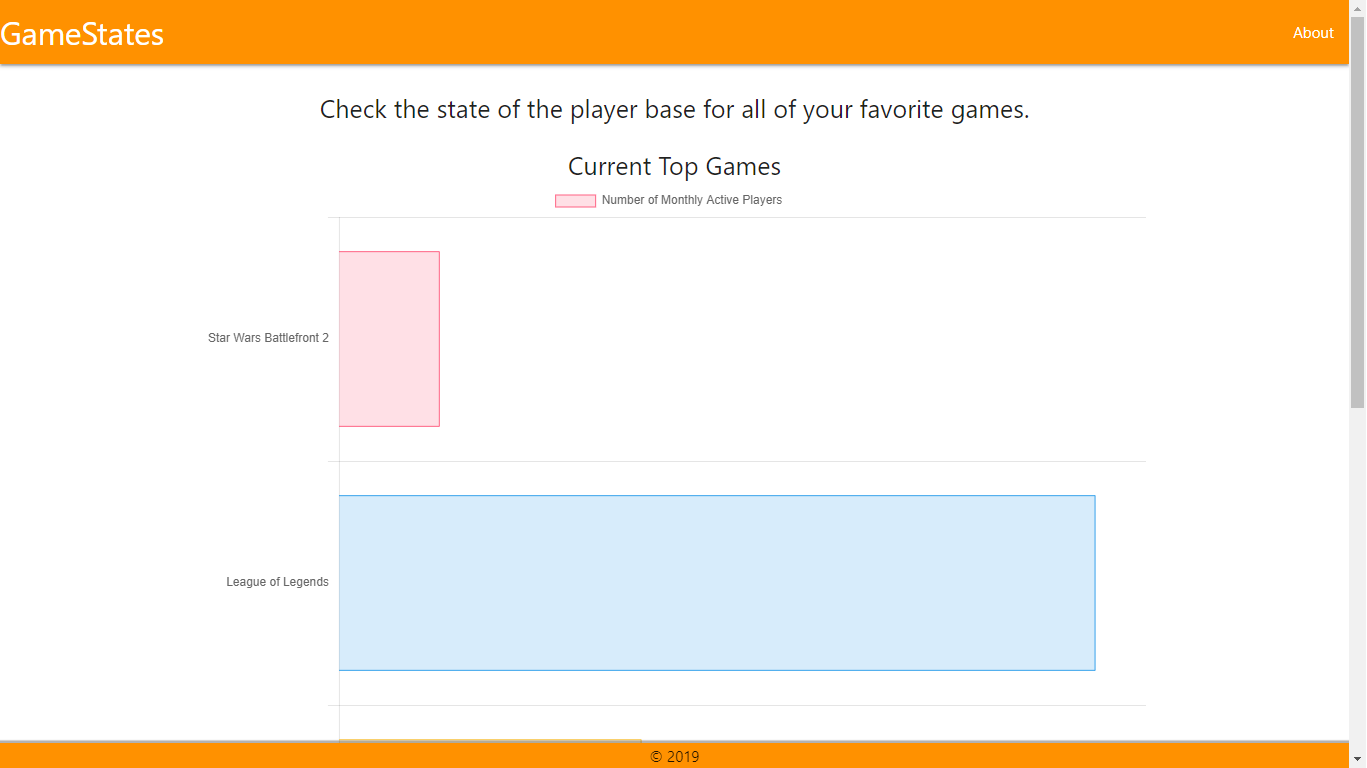 GameStates
About
Check the state of the player base for all of your favorite games.
Current Top Games
Number of Monthly Active Players
Star Wars Battlefront 2
League of Legends
© 2019